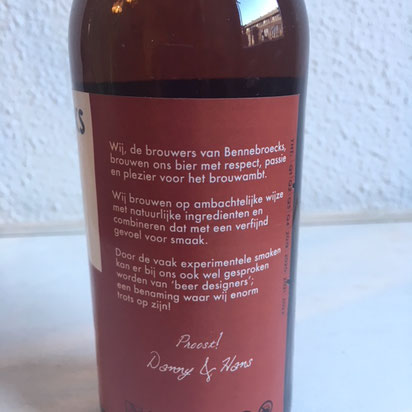 S
Wij, de brouwers van Bennebroecks,
brouwen ons bier met respect, passie
en plezier voor het brouwambt.
Wij brouwen op ambachtelijke wijze
met natuurlijke ingredienten en
combineren dat met een verfijnd
gevoel voor smaak.
Door de vaak experimentele smaken
kan er bij ons ook wel gesproken
worden van 'beer designers';
een benaming waar wij enorm
trots op zijn!
Proost!
Danny & Hans